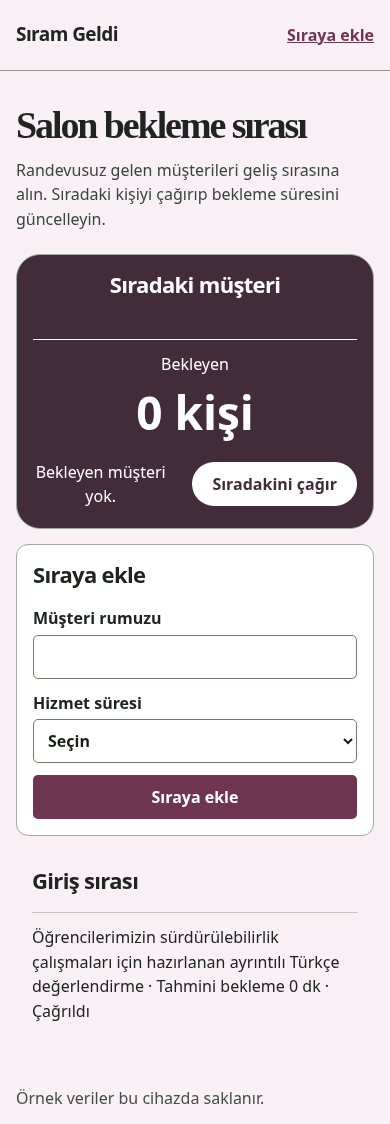 Sıram Geldi
Sıraya ekle
Salon bekleme sırası
Randevusuz gelen müşterileri geliş sırasına
alın. Sıradaki kişiyi çağırıp bekleme süresini
güncelleyin.
Sıradaki müşteri
Bekleyen
0 kişi
Bekleyen müşteri
yok.
Sıradakini çağır
Sıraya ekle
Müşteri rumuzu
Hizmet süresi
Seçin
Sıraya ekle
Giriş sırası
Öğrencilerimizin sürdürülebilirlik
çalışmaları için hazırlanan ayrıntılı Türkçe
değerlendirme · Tahmini bekleme 0 dk ·
Çağrıldı
Örnek veriler bu cihazda saklanır.